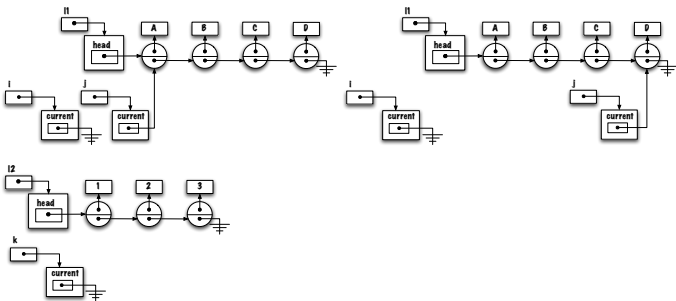 l1
A B C D
head
i
j
current
current
l1
A B C D
head
i
j
current
current
l2
1 2 3
head
k
current